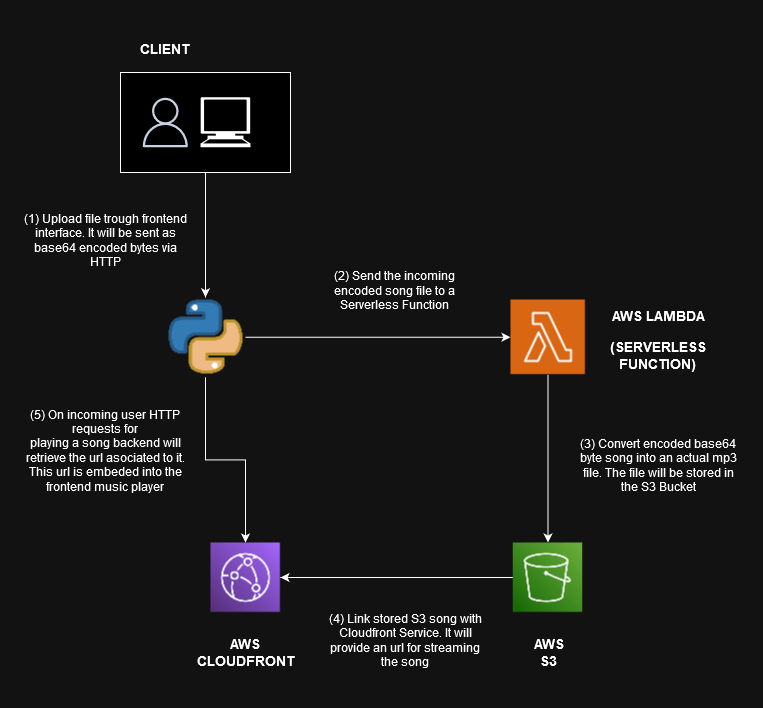 CLIENT
(1) Upload file trough frontend
interface. It will be sent as
base64 encoded bytes via
HTTP
(2) Send the incoming
encoded song file to a
Serverless Function
AWS LAMBDA
(SERVERLESS
FUNCTION)
(5) On incoming user HTTP
requests for
playing a song backend will
retrieve the url asociated to it.
This url is embeded into the
frontend music player
(3) Convert encoded base64
byte song into an actual mp3
file. The file will be stored in
the S3 Bucket
(4) Link stored S3 song with
Cloudfront Service. It will
provide an url for streaming
the song
AWS
CLOUDFRONT
AWS
S3